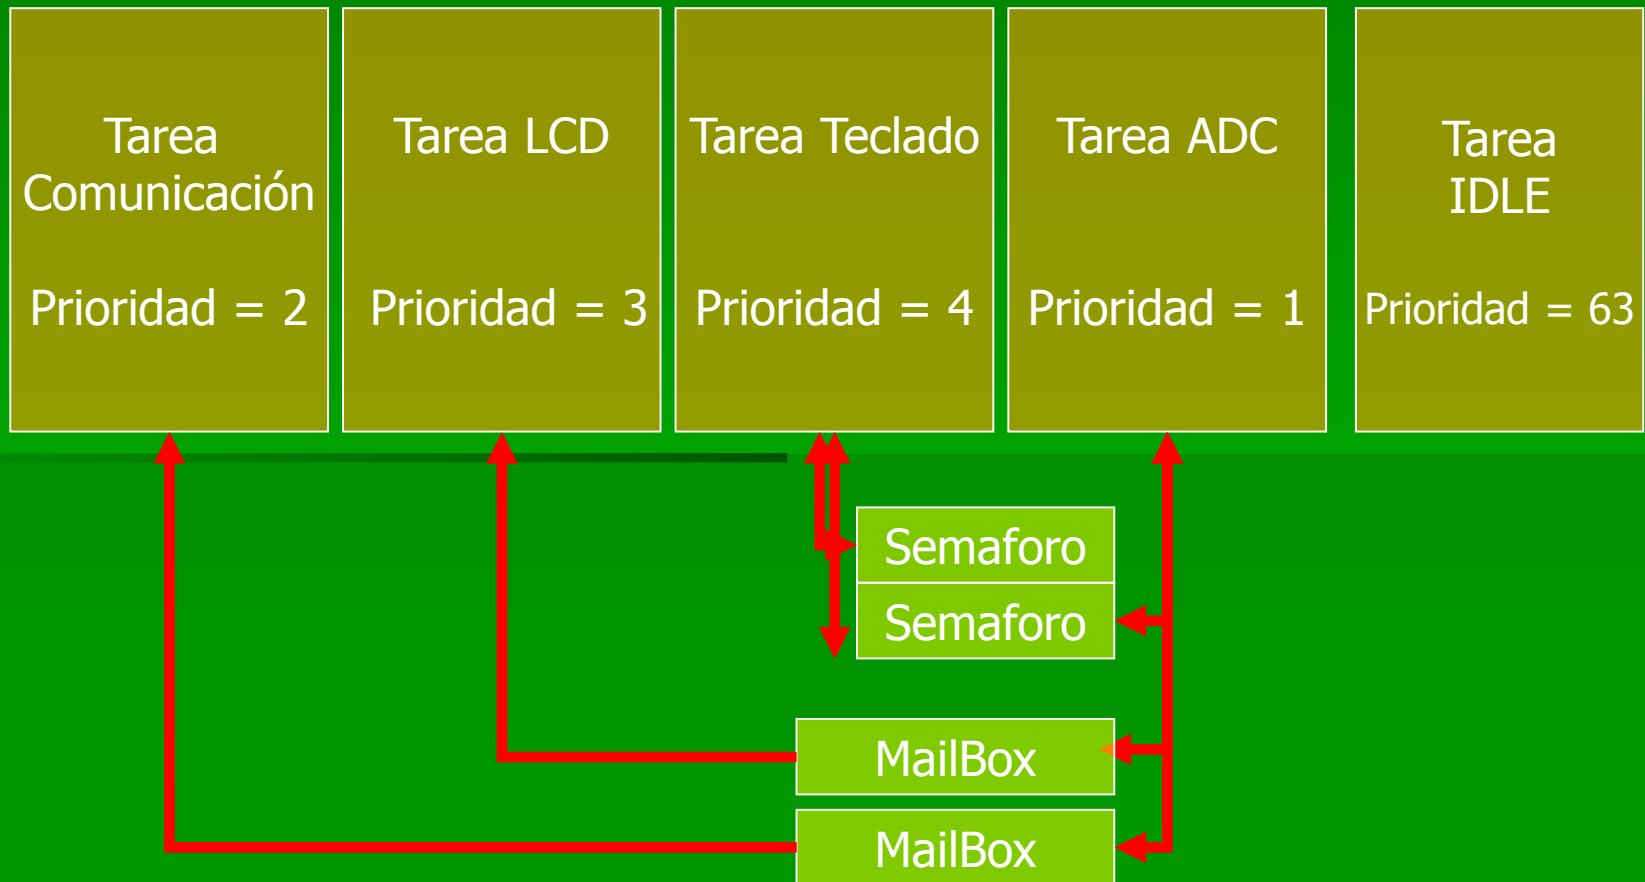 Tarea
Comunicación
Prioridad = 2
Tarea LCD
Prioridad = 3
Tarea Teclado
Prioridad = 4
Tarea ADC
Prioridad = 1
Tarea
IDLE
Prioridad = 63
Semaforo
Semaforo
MailBox
MailBox